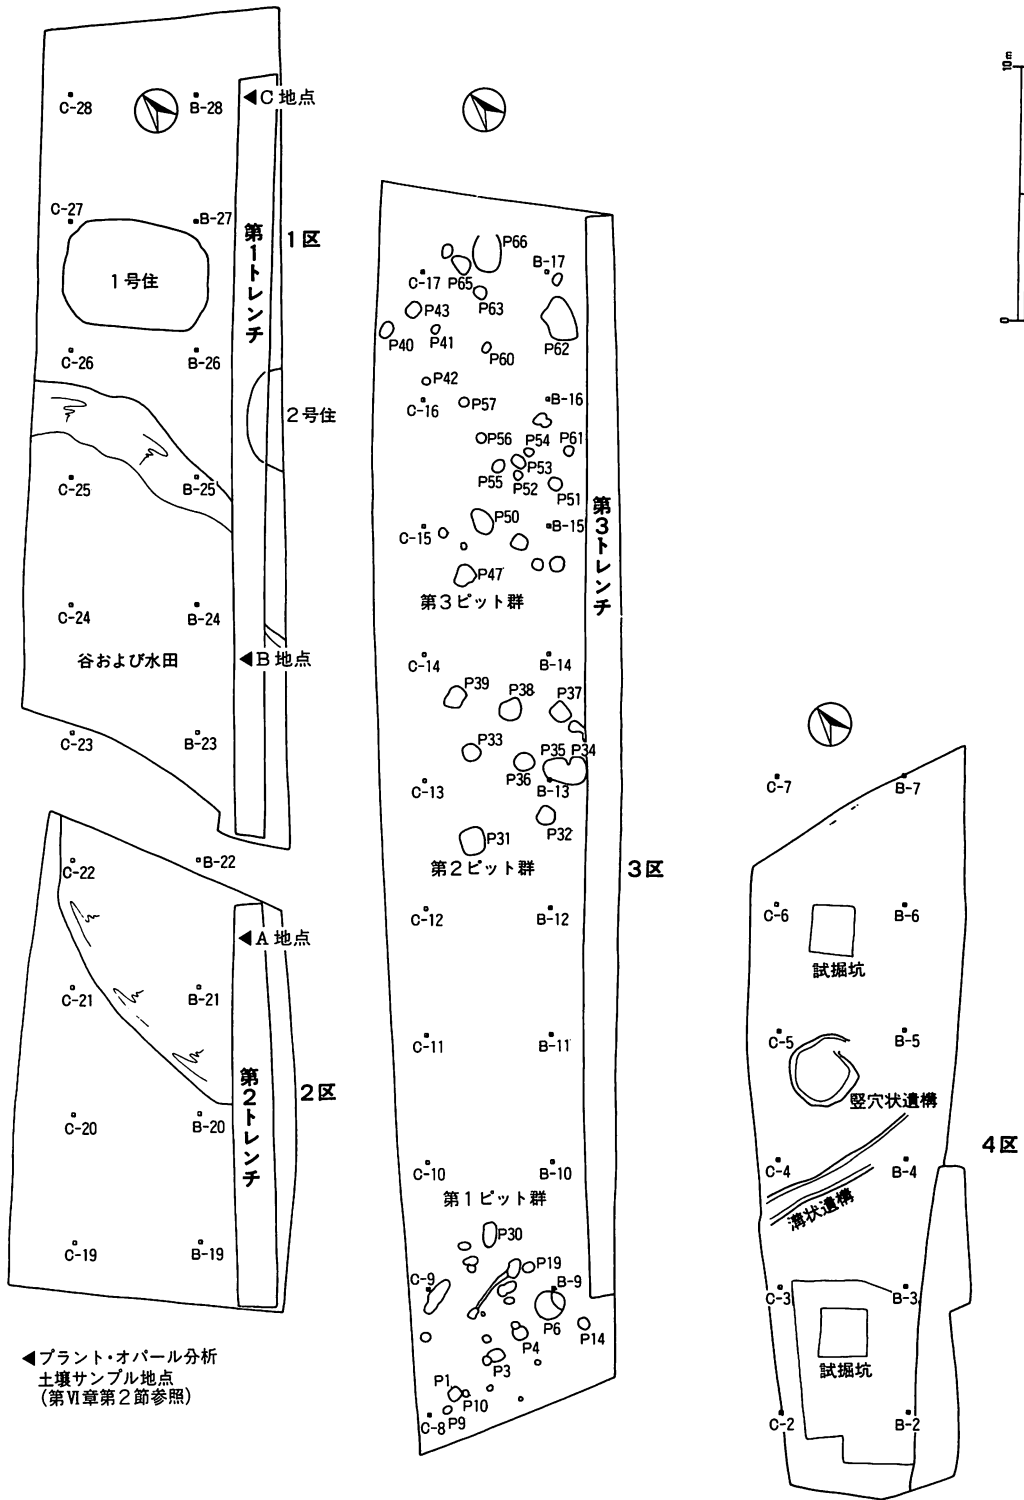 C-28
B-28
◀C地点
C-27
B-27
1号住
第1トレンチ
1区
C-26
B-26
2号住
C-25
B-25
C-24
B-24
谷および水田
◀B地点
C-23
B-23
C-22
B-22
◀A地点
C-21
B-21
第2トレンチ
2区
C-20
B-20
C-19
B-19
◀プラント・オパール分析
土壌サンプル地点
(第Ⅵ章第2節参照)
P66
B-17
C-17
P65
P63
P43
P40
P41
P62
P60
P42
C-16
P57
B-16
P56
P54
P61
P53
P55
P52
P51
P50
第3トレンチ
C-15
B-15
P47
第3ピット群
C-14
B-14
P39
P38
P37
P33
P35
P34
P36
C-13
B-13
P31
P32
第2ピット群
3区
C-12
B-12
C-11
B-11
C-10
B-10
第1ピット群
P30
P19
C-9
B-9
P6
P14
P4
P3
P1
P10
C-8
P9
10m
0
C-7
B-7
C-6
B-6
試掘坑
C-5
B-5
竪穴状遺構
4区
C-4
B-4
溝状遺構
C-3
B-3
試掘坑
C-2
B-2